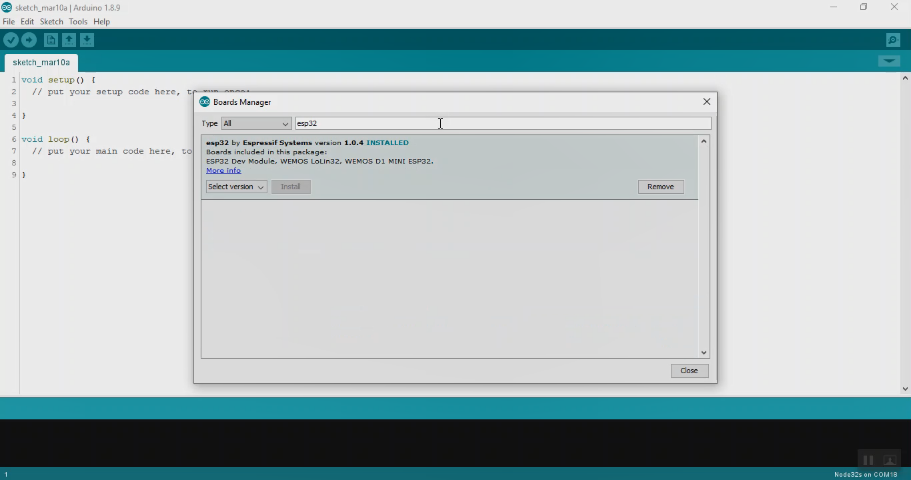 sketch_mar10a | Arduino 1.8.9
File Edit Sketch Tools Help
sketch_mar10a
1 void setup() {
2 // put your setup code here, to run once:
3
4 }
5
6 void loop() {
7 // put your main code here, to
8
9 }
Boards Manager
Type All esp32
esp32 by Espressif Systems version 1.0.4 INSTALLED
Boards included in this package:
ESP32 Dev Module, WEMOS LoLin32, WEMOS D1 MINI ESP32.
More info
Select version Install Remove
Close
1 Node32s on COM18